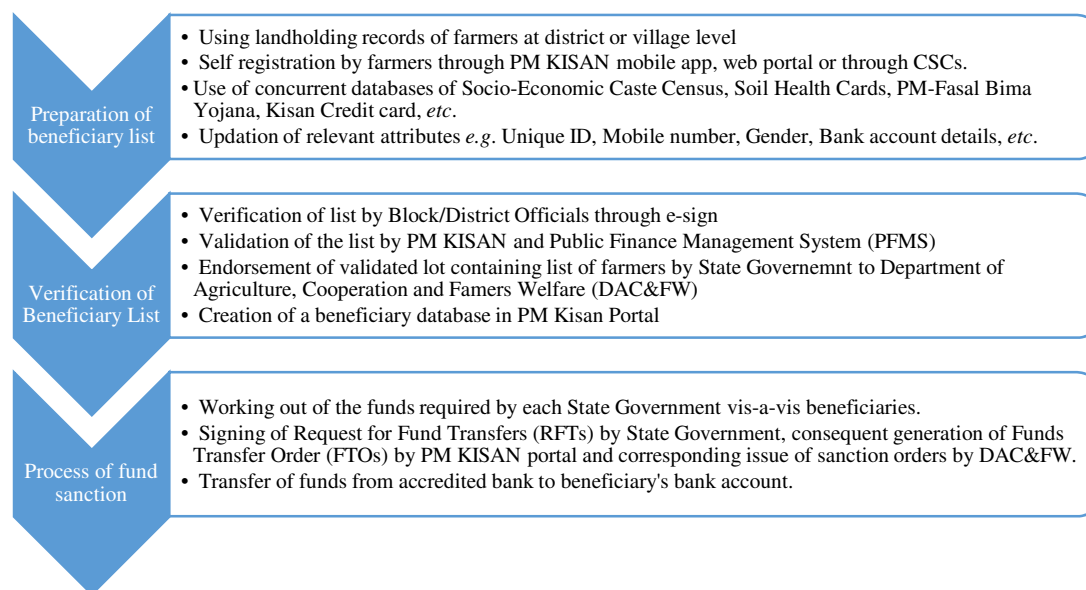 Preparation of
beneficiary list
• Using landholding records of farmers at district or village level
• Self registration by farmers through PM KISAN mobile app, web portal or through CSCs.
• Use of concurrent databases of Socio-Economic Caste Census, Soil Health Cards, PM-Fasal Bima
Yojana, Kisan Credit card, etc.
• Updation of relevant attributes e.g. Unique ID, Mobile number, Gender, Bank account details, etc.
Verification of
Beneficiary List
• Verification of list by Block/District Officials through e-sign
• Validation of the list by PM KISAN and Public Finance Management System (PFMS)
• Endorsement of validated lot containing list of farmers by State Governemnt to Department of
Agriculture, Cooperation and Famers Welfare (DAC&FW)
• Creation of a beneficiary database in PM Kisan Portal
Process of fund
sanction
• Working out of the funds required by each State Government vis-a-vis beneficiaries.
• Signing of Request for Fund Transfers (RFTs) by State Government, consequent generation of Funds
Transfer Order (FTOs) by PM KISAN portal and corresponding issue of sanction orders by DAC&FW.
• Transfer of funds from accredited bank to beneficiary's bank account.